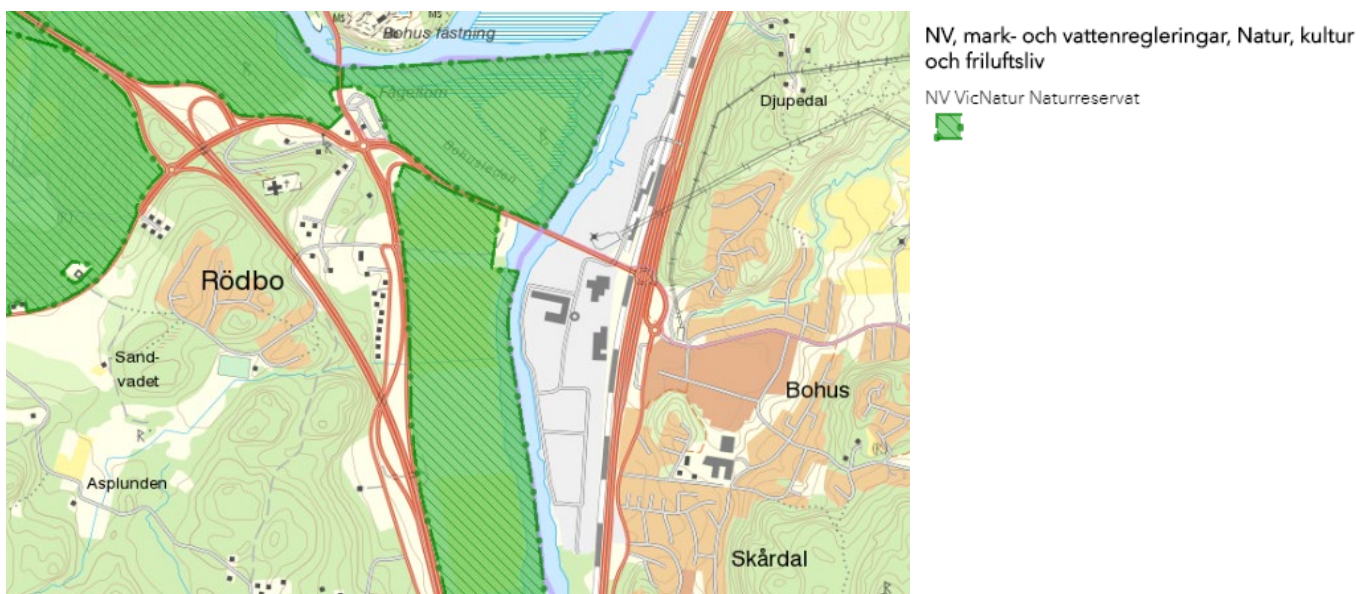 Bohus fästning
Fågeltorn
Djupedal
Bohusleden
Rödbo
Sand-
vadet
Bohus
Asplunden
Skårdal
NV, mark- och vattenregleringar, Natur, kultur
och friluftsliv
NV VicNatur Naturreservat